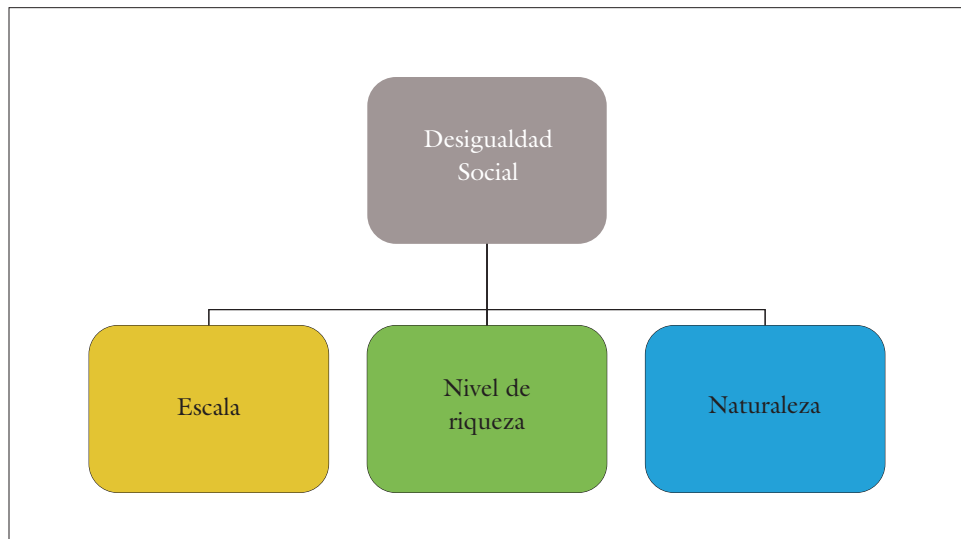 Desigualdad
Social
Escala
Nivel de
riqueza
Naturaleza